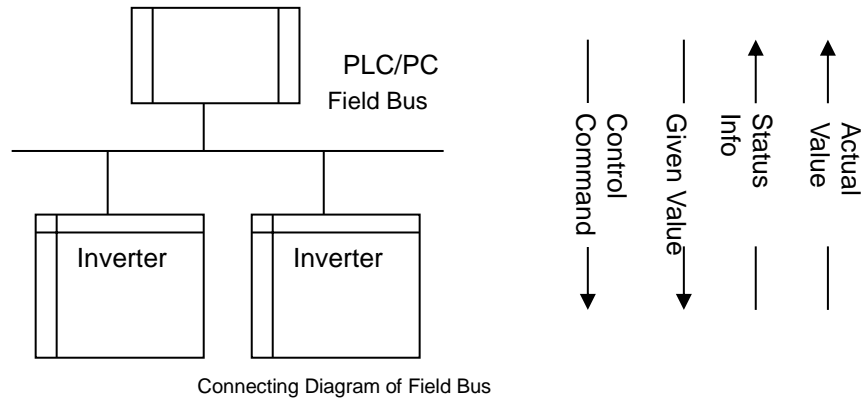 PLC/PC
Field Bus
Inverter
Inverter
Connecting Diagram of Field Bus
Control
Command
Given Value
Status
Info
Actual
Value